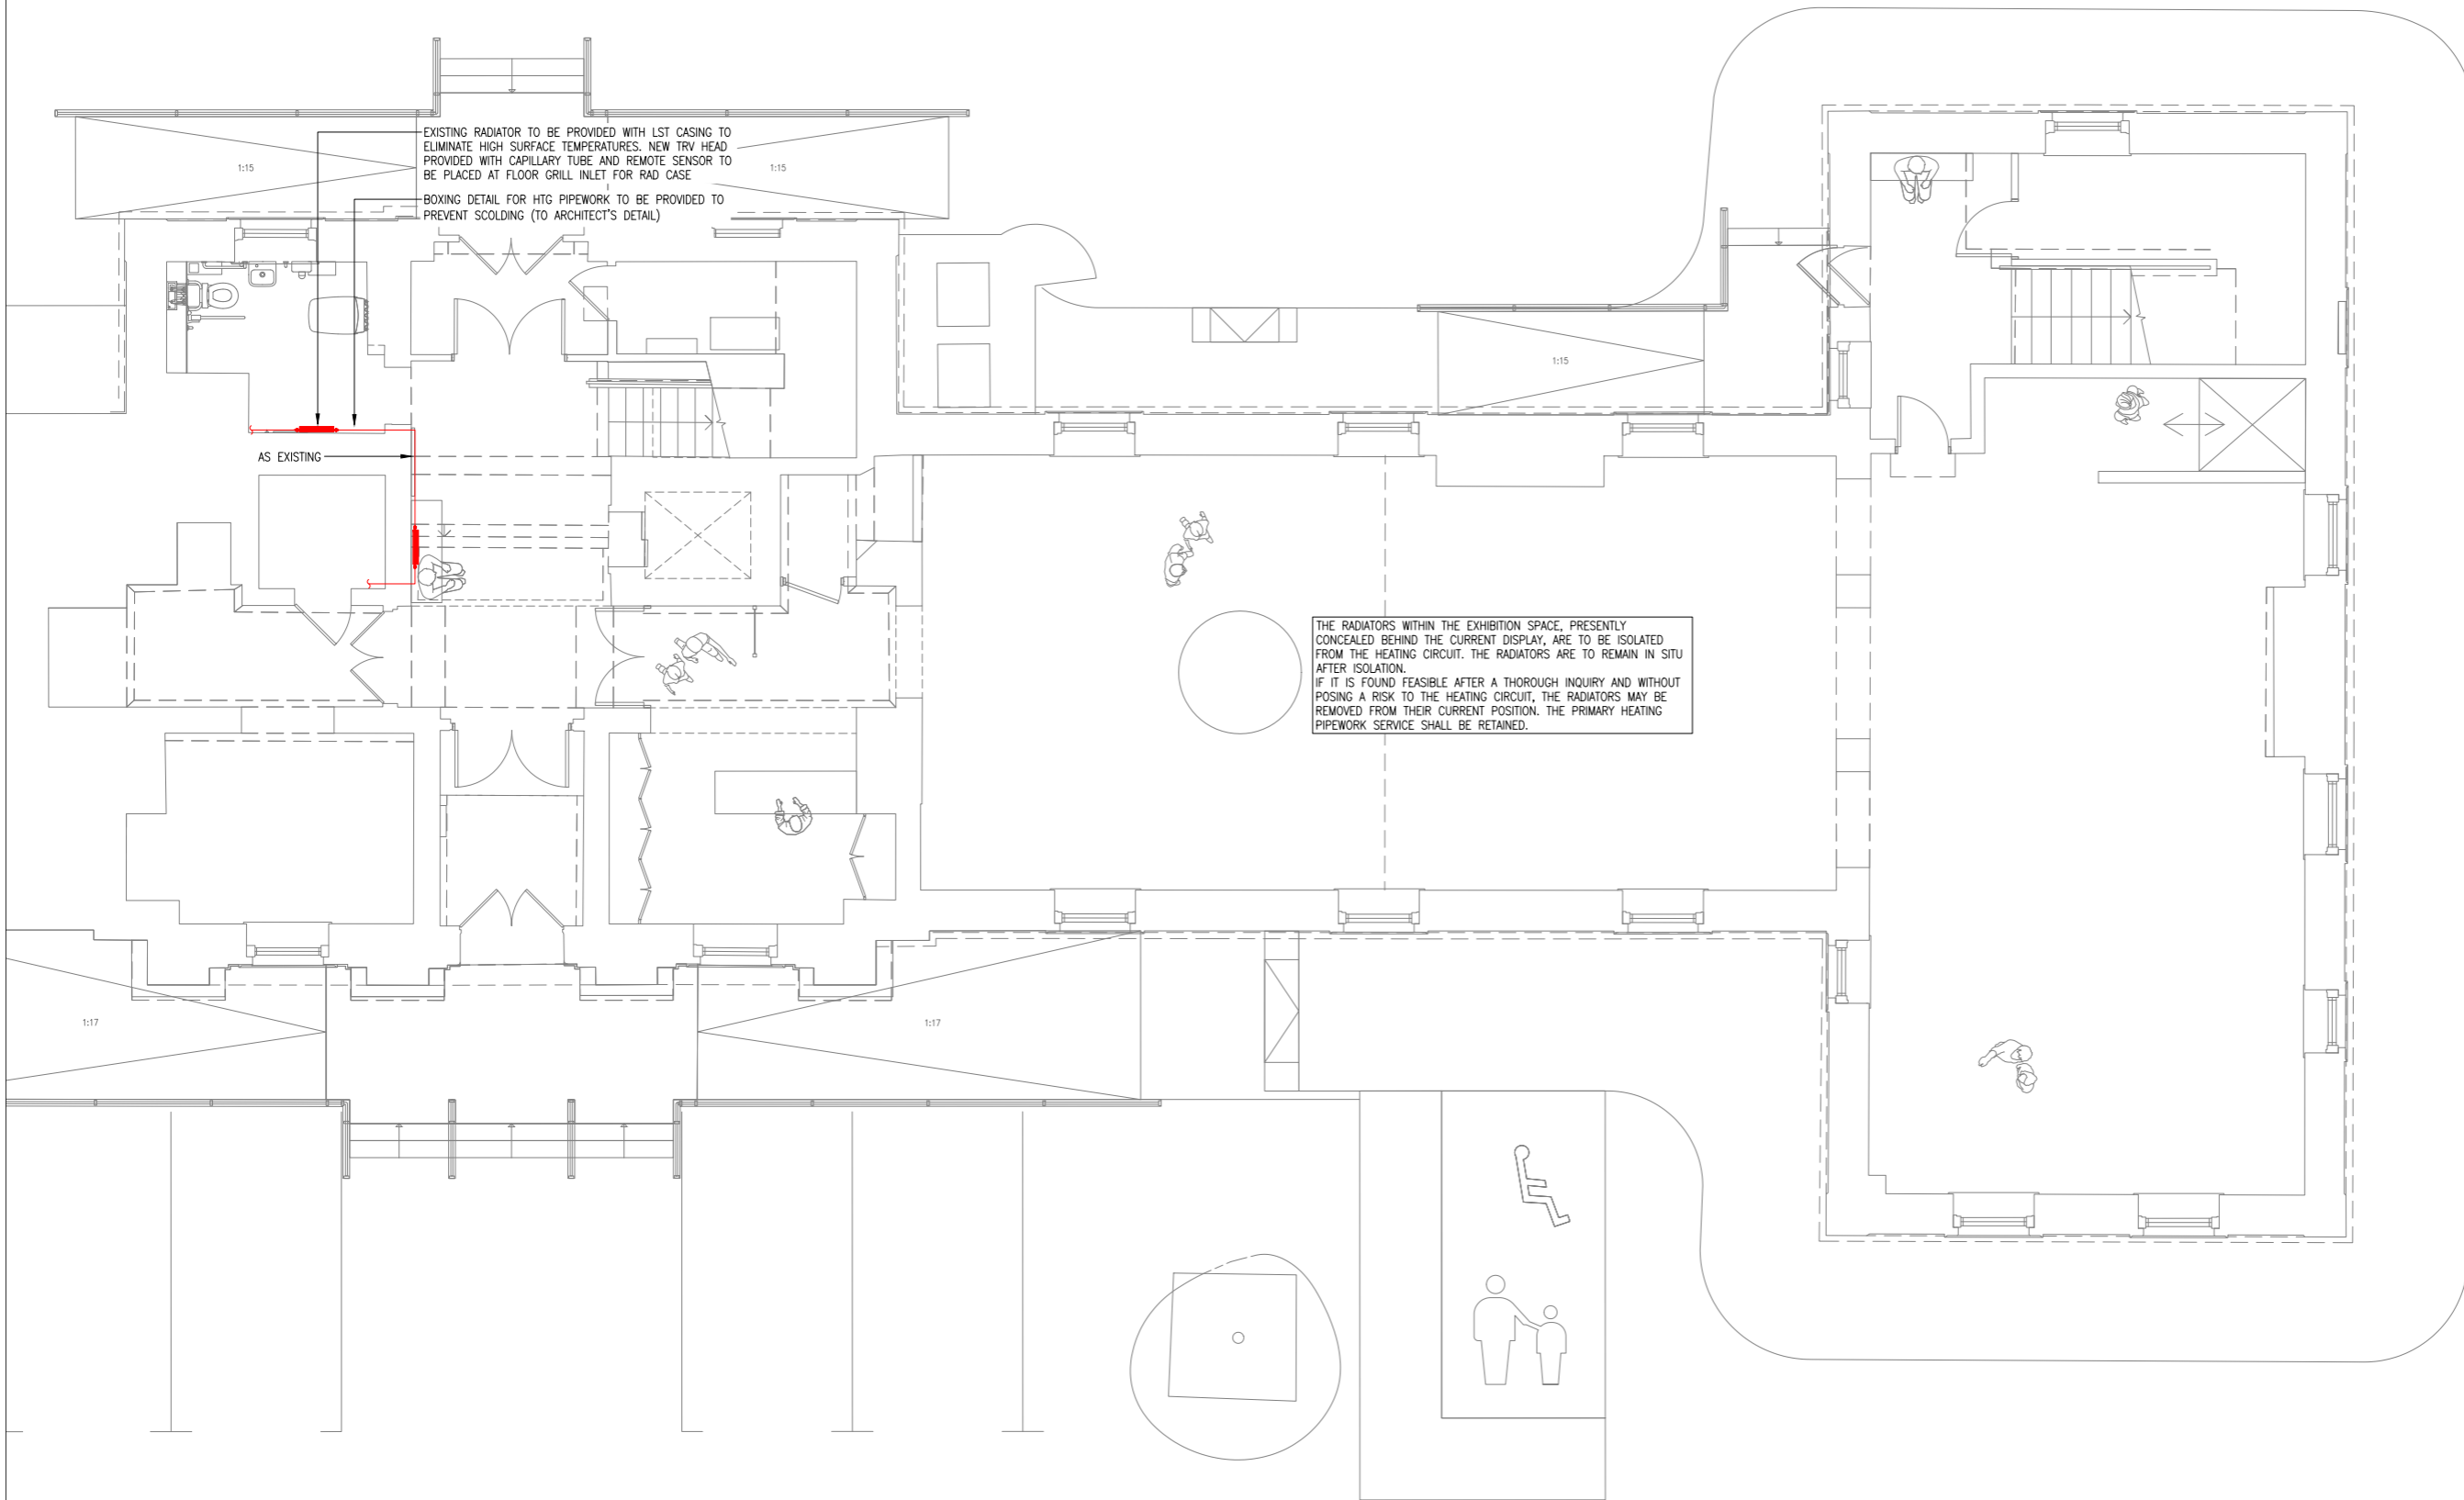 EXISTING RADIATOR TO BE PROVIDED WITH LST CASING TO
ELIMINATE HIGH SURFACE TEMPERATURES. NEW TRV HEAD
PROVIDED WITH CAPILLARY TUBE AND REMOTE SENSOR TO
BE PLACED AT FLOOR GRILL INLET FOR RAD CASE
BOXING DETAIL FOR HTG PIPEWORK TO BE PROVIDED TO
PREVENT SCOLDING (TO ARCHITECT'S DETAIL)
1:15
1:15
1:15
AS EXISTING
THE RADIATORS WITHIN THE EXHIBITION SPACE, PRESENTLY
CONCEALED BEHIND THE CURRENT DISPLAY, ARE TO BE ISOLATED
FROM THE HEATING CIRCUIT. THE RADIATORS ARE TO REMAIN IN SITU
AFTER ISOLATION.
IF IT IS FOUND FEASIBLE AFTER A THOROUGH INQUIRY AND WITHOUT
POSING A RISK TO THE HEATING CIRCUIT, THE RADIATORS MAY BE
REMOVED FROM THEIR CURRENT POSITION. THE PRIMARY HEATING
PIPEWORK SERVICE SHALL BE RETAINED.
1:17
1:17